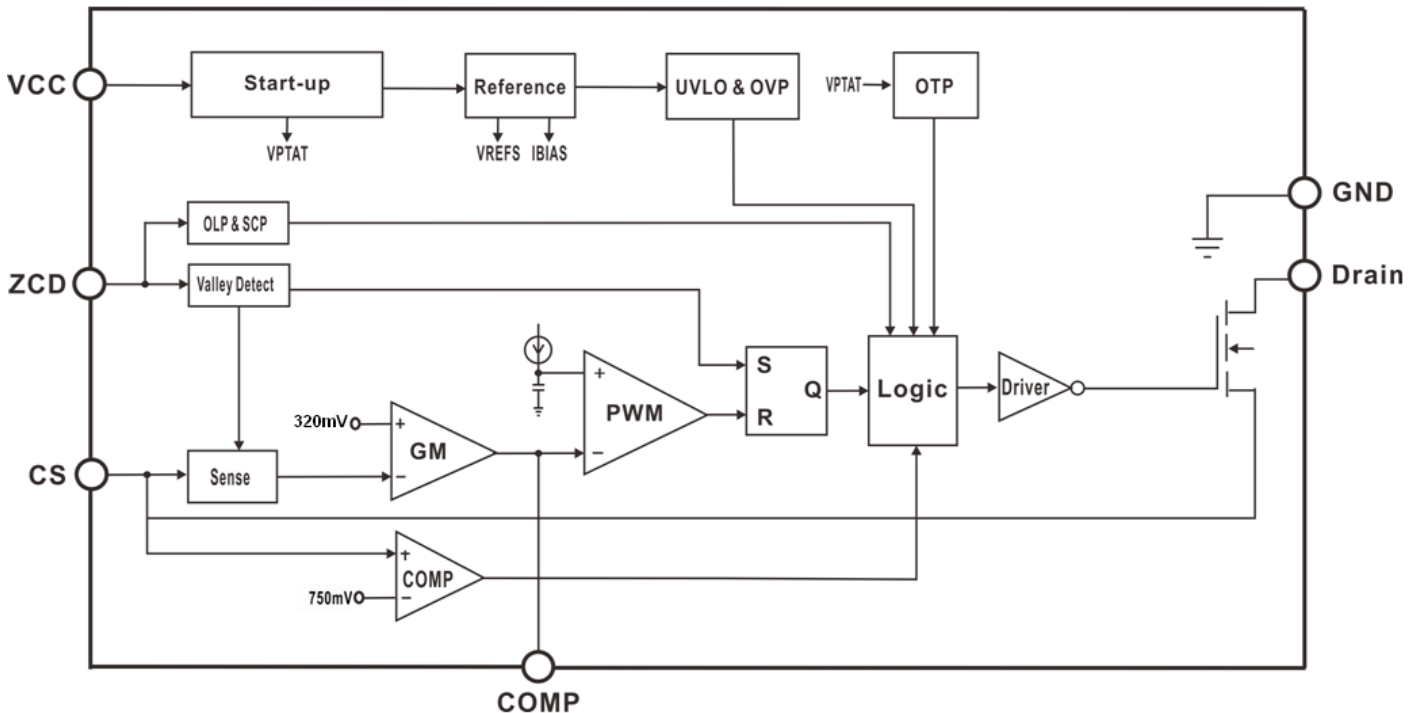 VCC
Start-up
Reference
UVLO & OVP
VPTAT
OTP
VPTAT
VREFS
IBIAS
GND
OLP & SCP
ZCD
Valley Detect
Drain
S
Q
R
+
PWM
−
Logic
Driver
320mV
+
GM
−
CS
Sense
+
COMP
750mV
−
COMP